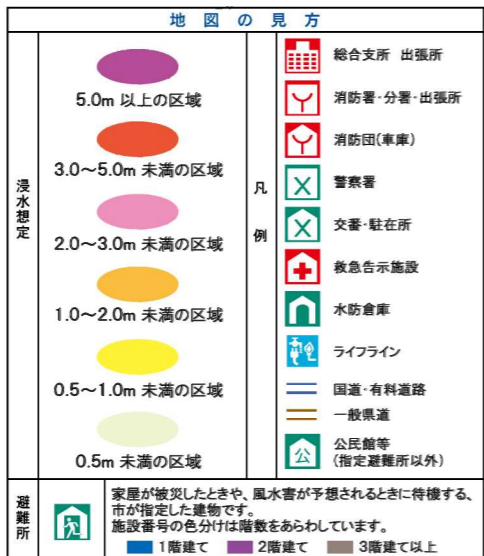 地図の見方
浸水想定
5.0m 以上の区域
3.0～5.0m 未満の区域
2.0～3.0m 未満の区域
1.0～2.0m 未満の区域
0.5～1.0m 未満の区域
0.5m 未満の区域
凡例
総合支所 出張所
消防署・分署・出張所
消防団(車庫)
警察署
交番・駐在所
救急告示施設
水防倉庫
ライフライン
国道・有料道路
一般県道
公
公民館等
(指定避難所以外)
避難所
家屋が被災したときや、風水害が予想されるときに待機する、
市が指定した建物です。
施設番号の色分けは階数をあらわしています。
1階建て 2階建て 3階建て以上